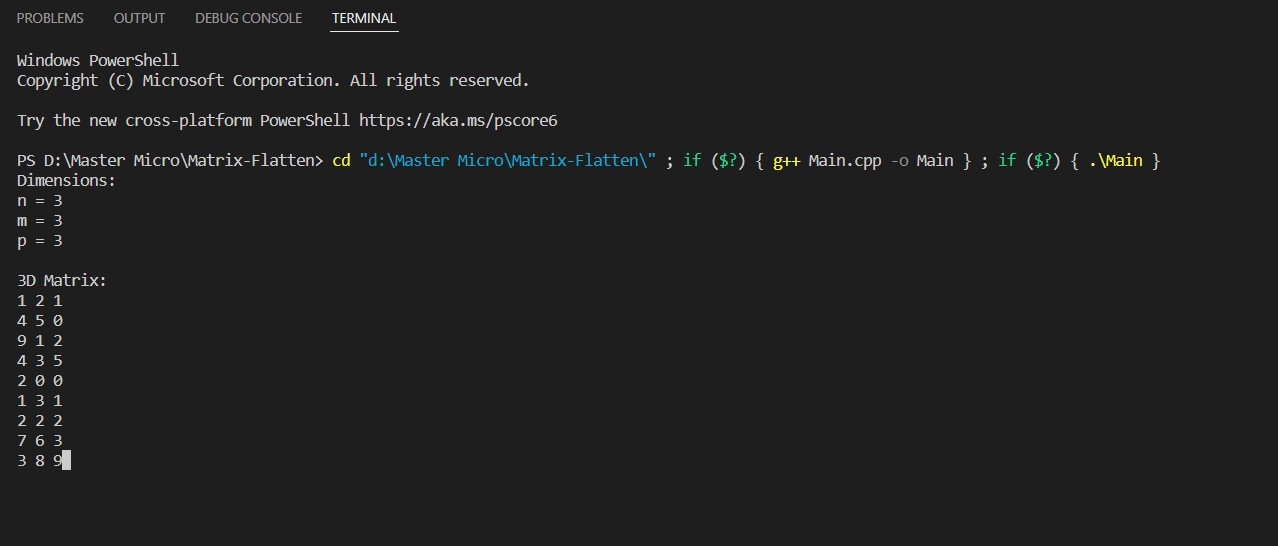 PROBLEMS OUTPUT DEBUG CONSOLE TERMINAL
Windows PowerShell
Copyright (C) Microsoft Corporation. All rights reserved.
Try the new cross-platform PowerShell https://aka.ms/pscore6
PS D:\Master Micro\Matrix-Flatten> cd "d:\Master Micro\Matrix-Flatten\" ; if ($?) { g++ Main.cpp -o Main } ; if ($?) { .\Main }
Dimensions:
n = 3
m = 3
p = 3
3D Matrix:
1 2 1
4 5 0
9 1 2
4 3 5
2 0 0
1 3 1
2 2 2
7 6 3
3 8 9